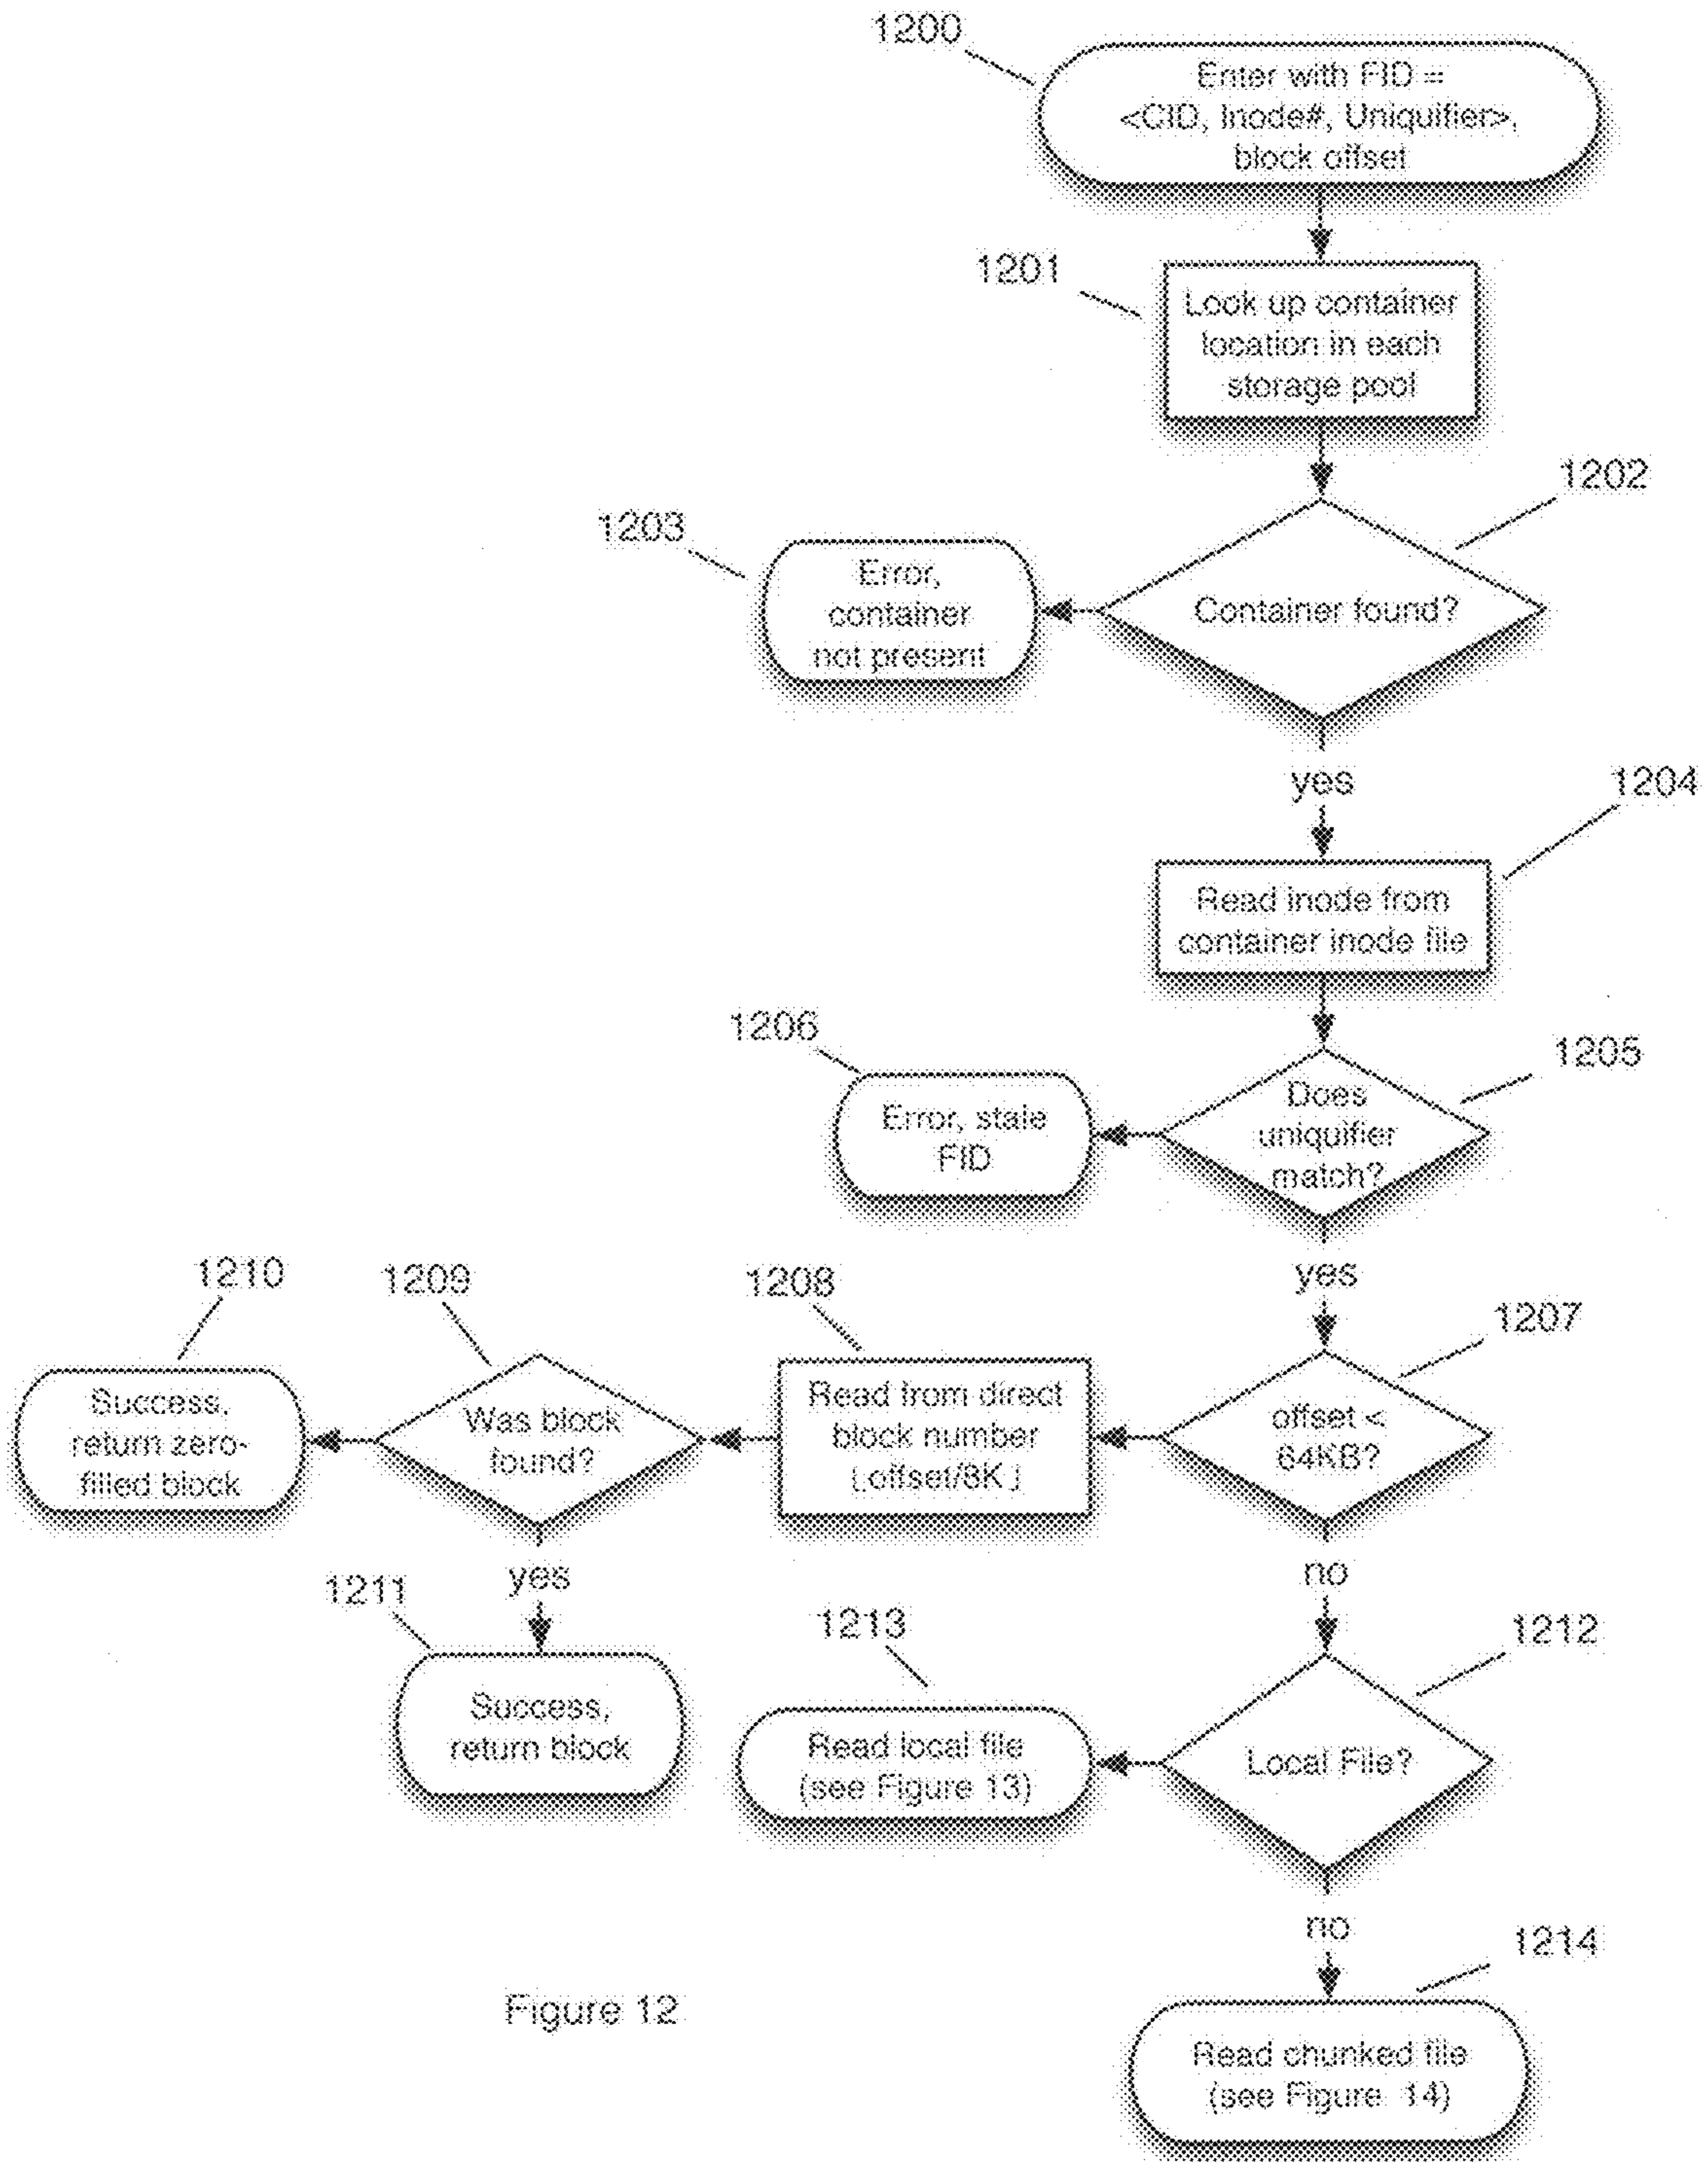 1200
Enter with FID =
<CID, Inode#, Uniquifier>,
block offset
1201
Look up container
location in each
storage pool
1202
Container found?
1203
Error,
container
not present
yes
1204
Read inode from
container inode file
1205
Does
uniquifier
match?
1206
Error, stale
FID
yes
1207
offset <
64KB?
1208
Read from direct
block number
⌊offset/8K⌋
1209
Was block
found?
1210
Success,
return zero-
filled block
yes
1211
Success,
return block
no
1212
Local File?
1213
Read local file
(see Figure 13)
no
1214
Read chunked file
(see Figure 14)
Figure 12